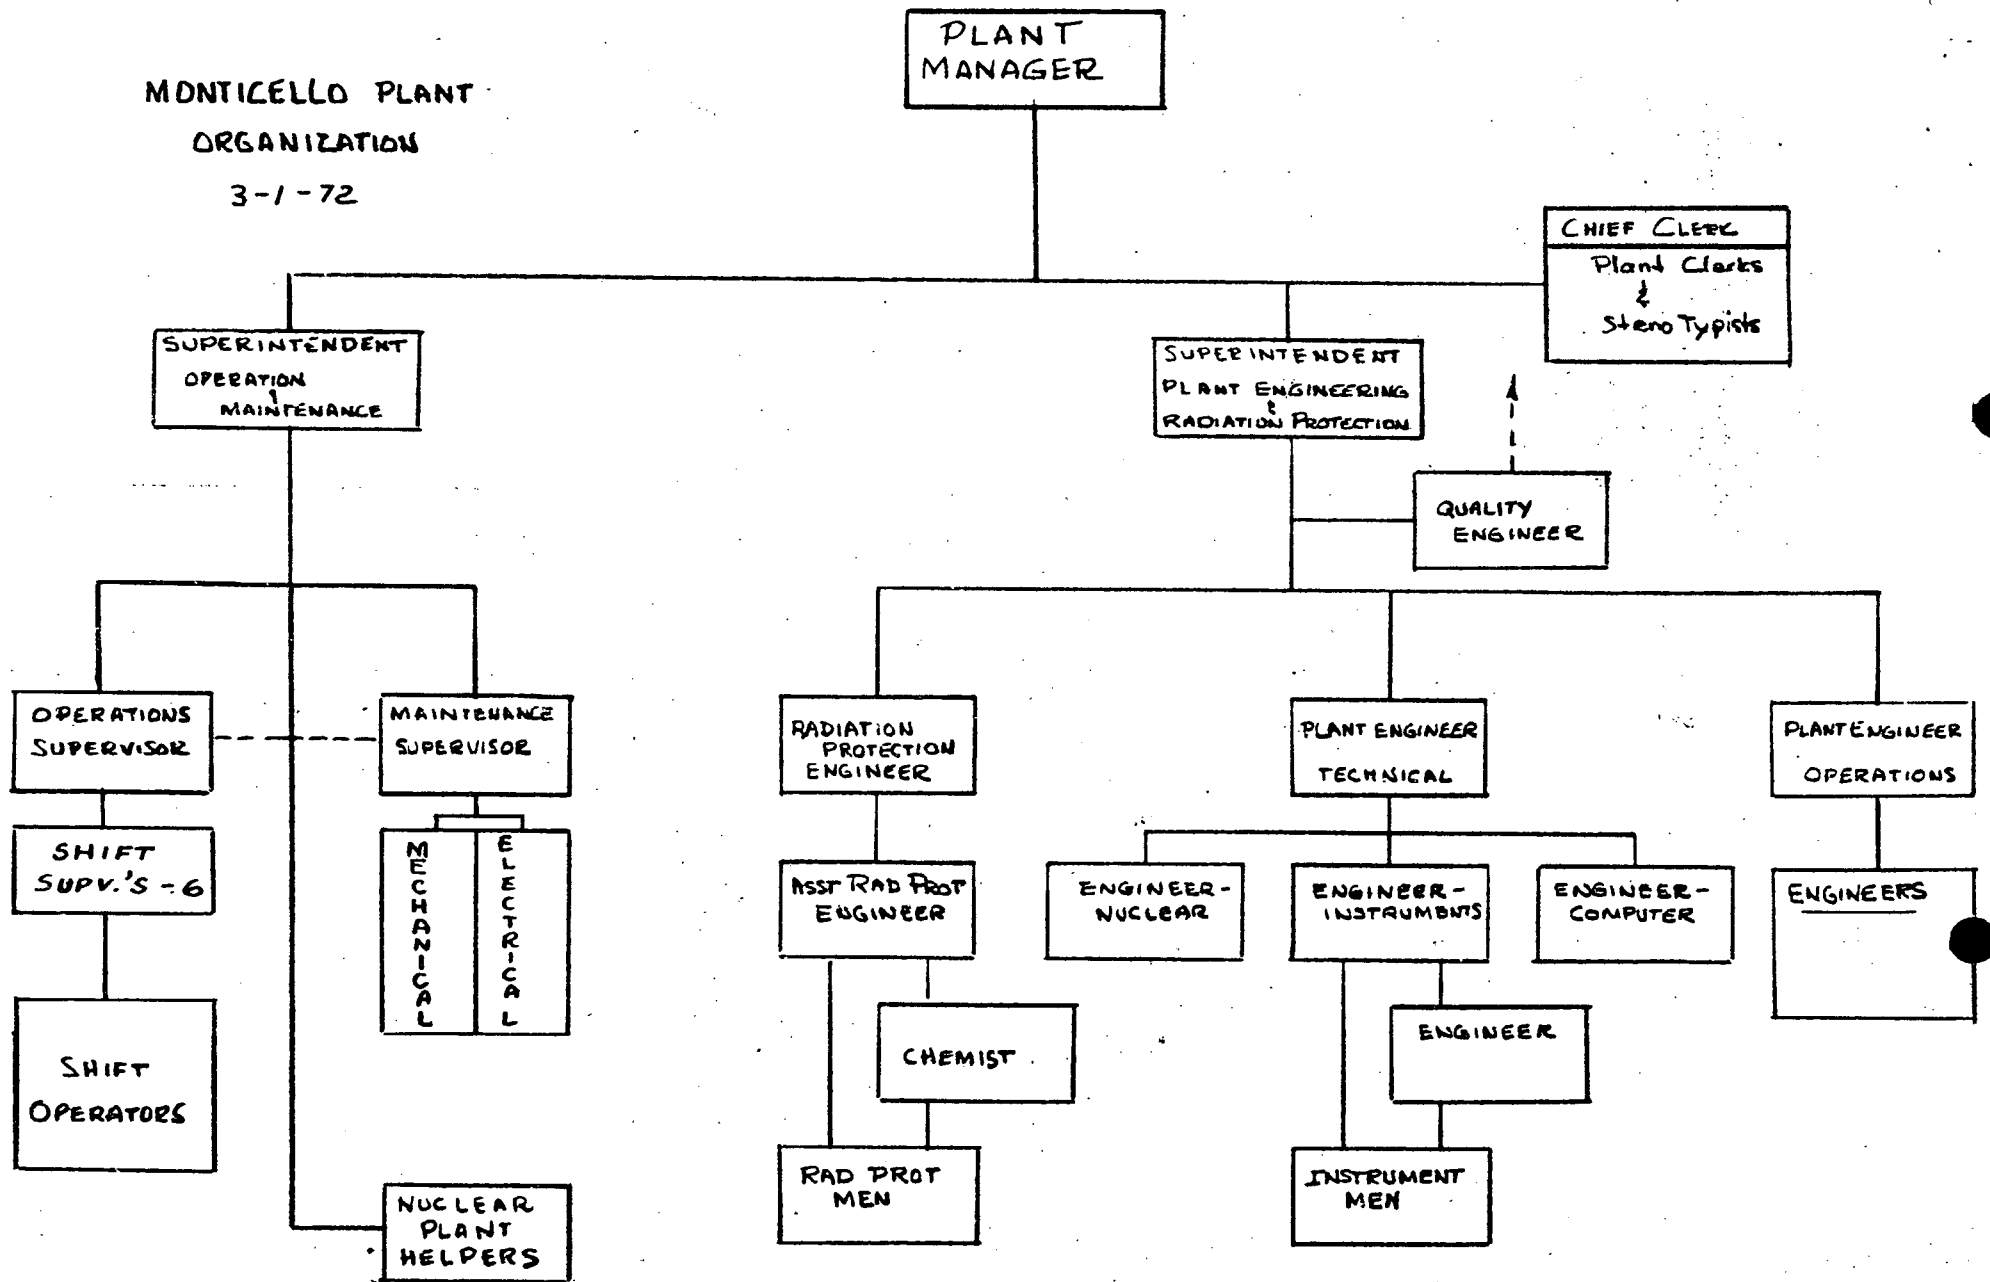 PLANT
MANAGER
MONTICELLO PLANT
ORGANIZATION
3-1-72
CHIEF CLERK
Plant Clerks
&
Steno Typists
SUPERINTENDENT
OPERATION
&
MAINTENANCE
SUPERINTENDENT
PLANT ENGINEERING
&
RADIATION PROTECTION
QUALITY
ENGINEER
OPERATIONS
SUPERVISOR
MAINTENANCE
SUPERVISOR
RADIATION
PROTECTION
ENGINEER
PLANT ENGINEER
TECHNICAL
PLANT ENGINEER
OPERATIONS
SHIFT
SUPV.'S - 6
MECHANICAL
ELECTRICAL
ASST RAD PROT
ENGINEER
ENGINEER-
NUCLEAR
ENGINEER-
INSTRUMENTS
ENGINEER-
COMPUTER
ENGINEERS
SHIFT
OPERATORS
CHEMIST
ENGINEER
RAD PROT
MEN
INSTRUMENT
MEN
NUCLEAR
PLANT
HELPERS